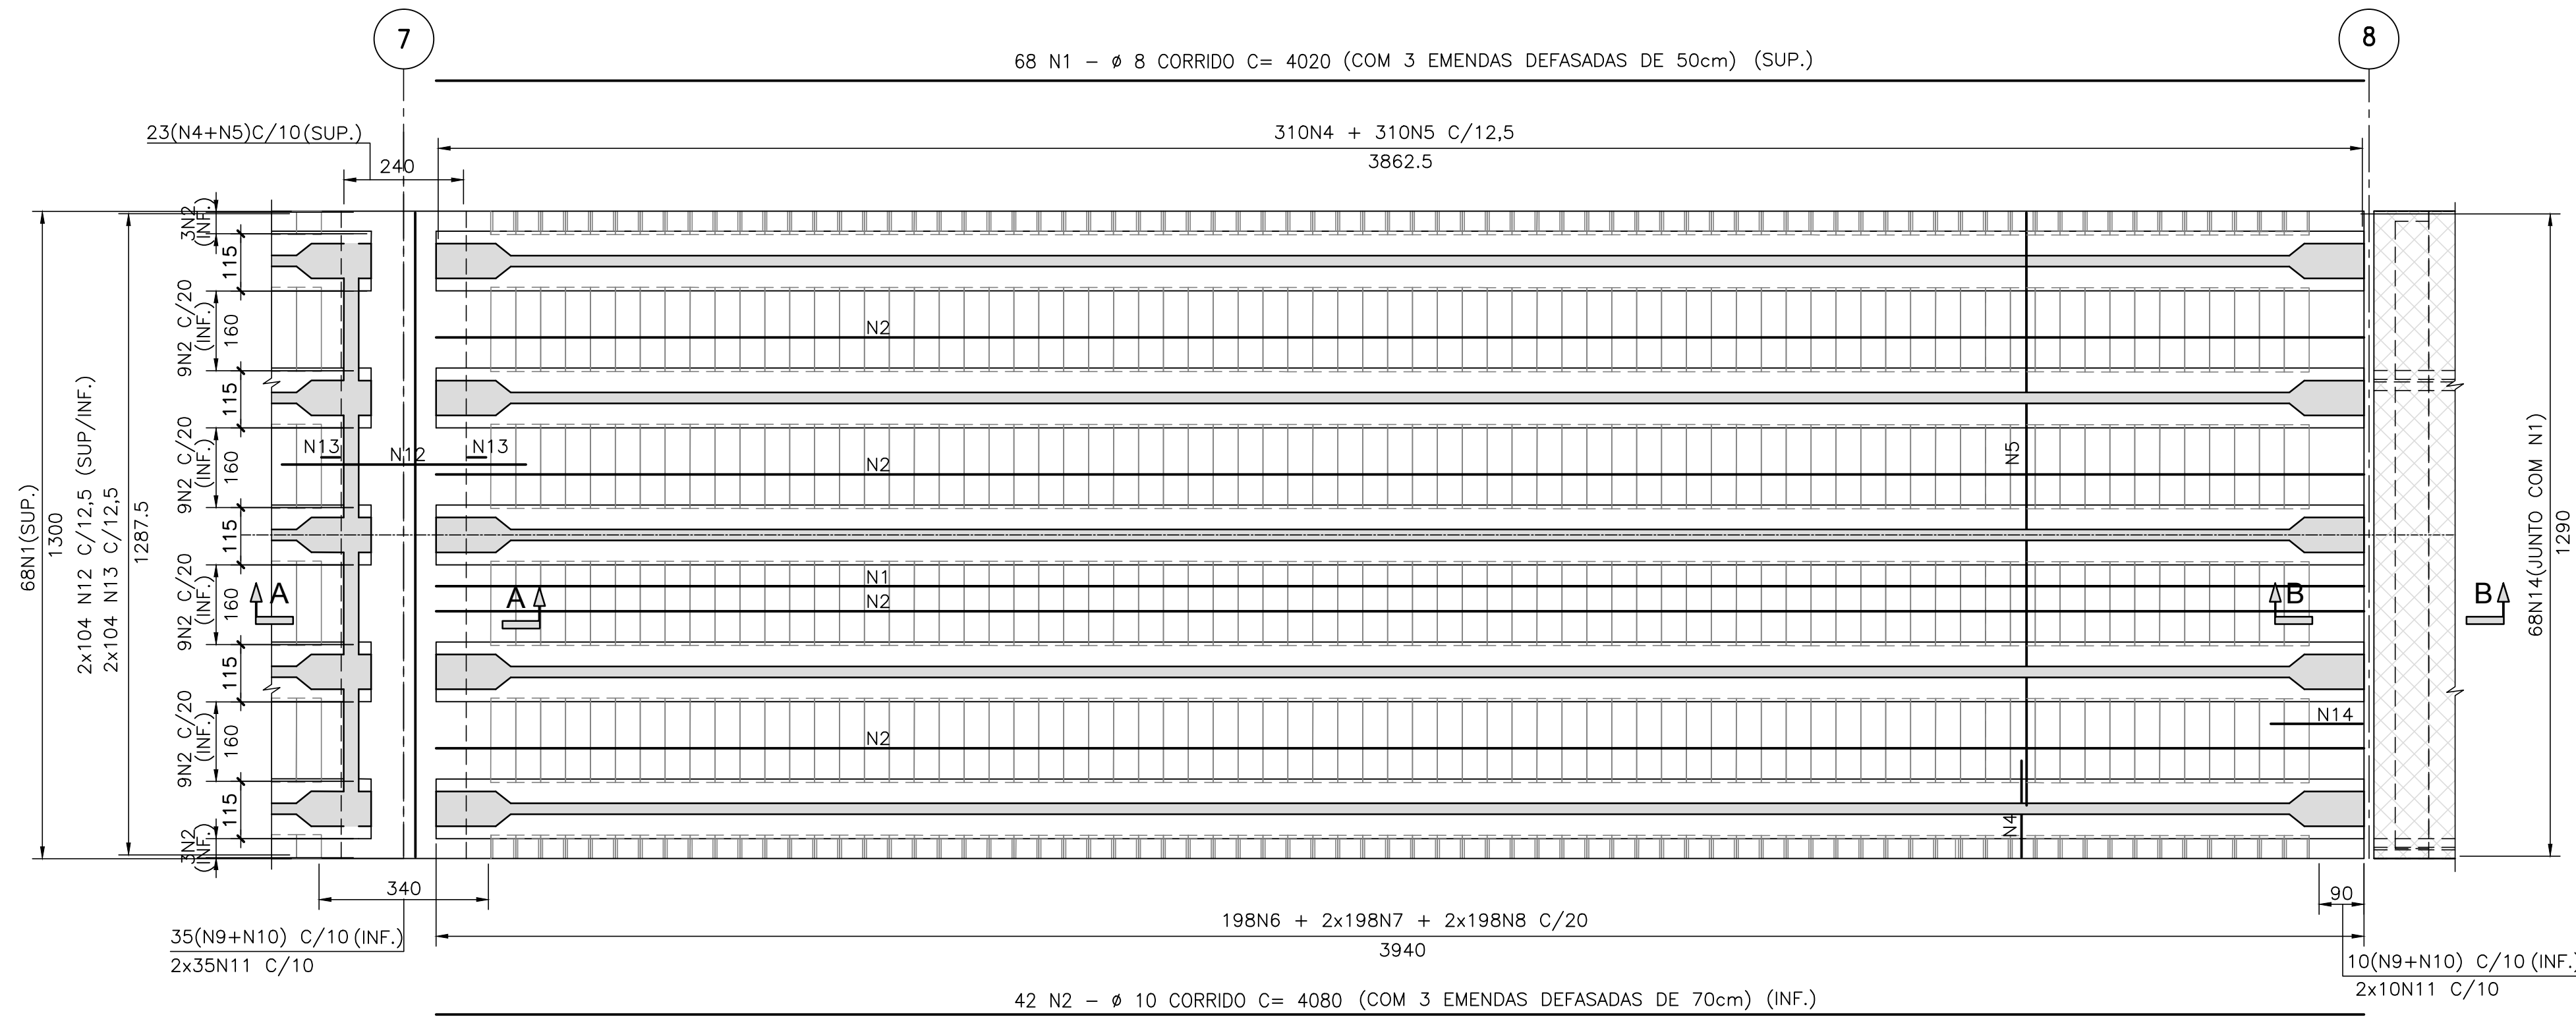 7
8
68 N1 - ø 8 CORRIDO C= 4020 (COM 3 EMENDAS DEFASADAS DE 50cm) (SUP.)
23(N4+N5)C/10(SUP.)
310N4 + 310N5 C/12,5
3862.5
240
68N1(SUP.)
1300
2x104 N12 C/12,5 (SUP/INF.)
2x104 N13 C/12,5
1287.5
3N2
(INF.)
115
9N2 C/20
(INF.)
160
115
9N2 C/20
(INF.)
160
115
9N2 C/20
(INF.)
160
115
9N2 C/20
(INF.)
160
115
3N2
(INF.)
N2
N13
N12
N13
N2
N5
N1
N2
A
A
B
B
N2
N14
N4
68N14(JUNTO COM N1)
1290
340
90
35(N9+N10) C/10(INF.)
2x35N11 C/10
198N6 + 2x198N7 + 2x198N8 C/20
3940
10(N9+N10) C/10(INF.)
2x10N11 C/10
42 N2 - ø 10 CORRIDO C= 4080 (COM 3 EMENDAS DEFASADAS DE 70cm) (INF.)